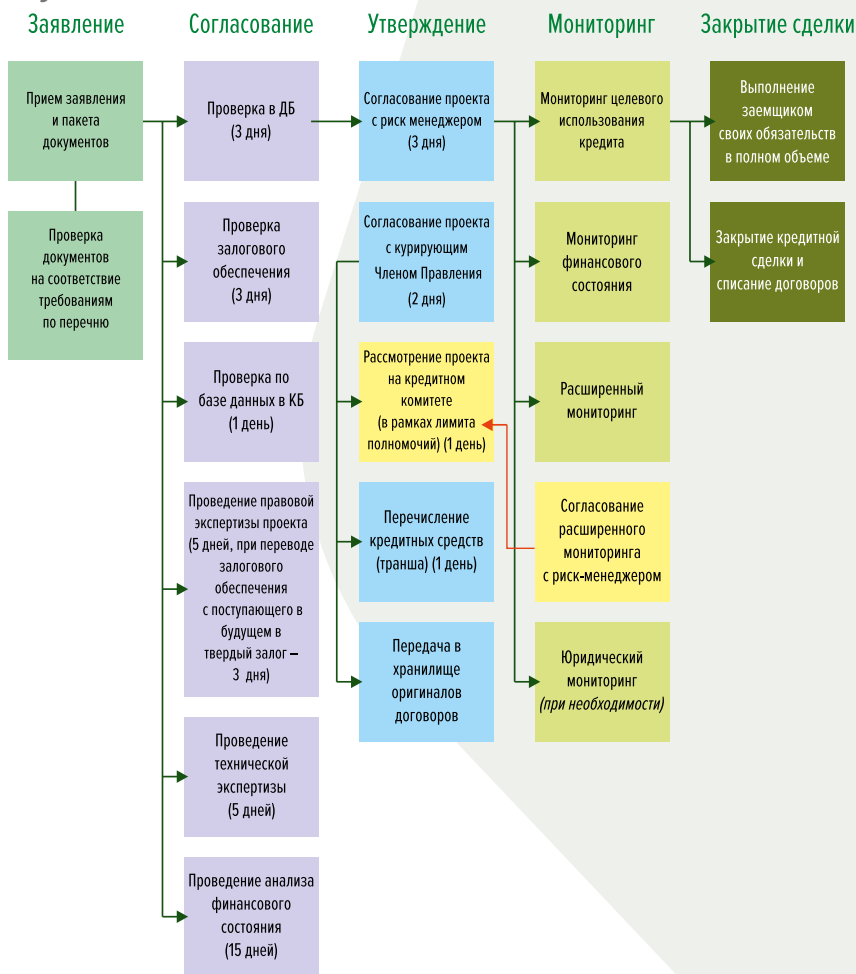 Заявление
Согласование
Утверждение
Мониторинг
Закрытие сделки
Прием заявления
и пакета
документов
Проверка
документов
на соответствие
требованиям
по перечню
Проверка в ДБ
(3 дня)
Проверка
залогового
обеспечения
(3 дня)
Проверка по
базе данных в КБ
(1 день)
Проведение правовой
экспертизы проекта
(5 дней, при переводе
залогового
обеспечения
с поступающего в
будущем в
твердый залог –
3 дня)
Проведение
технической
экспертизы
(5 дней)
Проведение анализа
финансового
состояния
(15 дней)
Согласование проекта
с риск менеджером
(3 дня)
Согласование проекта
с курирующим
Членом Правления
(2 дня)
Рассмотрение проекта
на кредитном
комитете
(в рамках лимита
полномочий) (1 день)
Перечисление
кредитных средств
(транша) (1 день)
Передача в
хранилище
оригиналов
договоров
Мониторинг целевого
использования
кредита
Мониторинг
финансового
состояния
Расширенный
мониторинг
Согласование
расширенного
мониторинга
с риск-менеджером
Юридический
мониторинг
(при необходимости)
Выполнение
заемщиком
своих обязательств
в полном объеме
Закрытие кредитной
сделки и
списание договоров